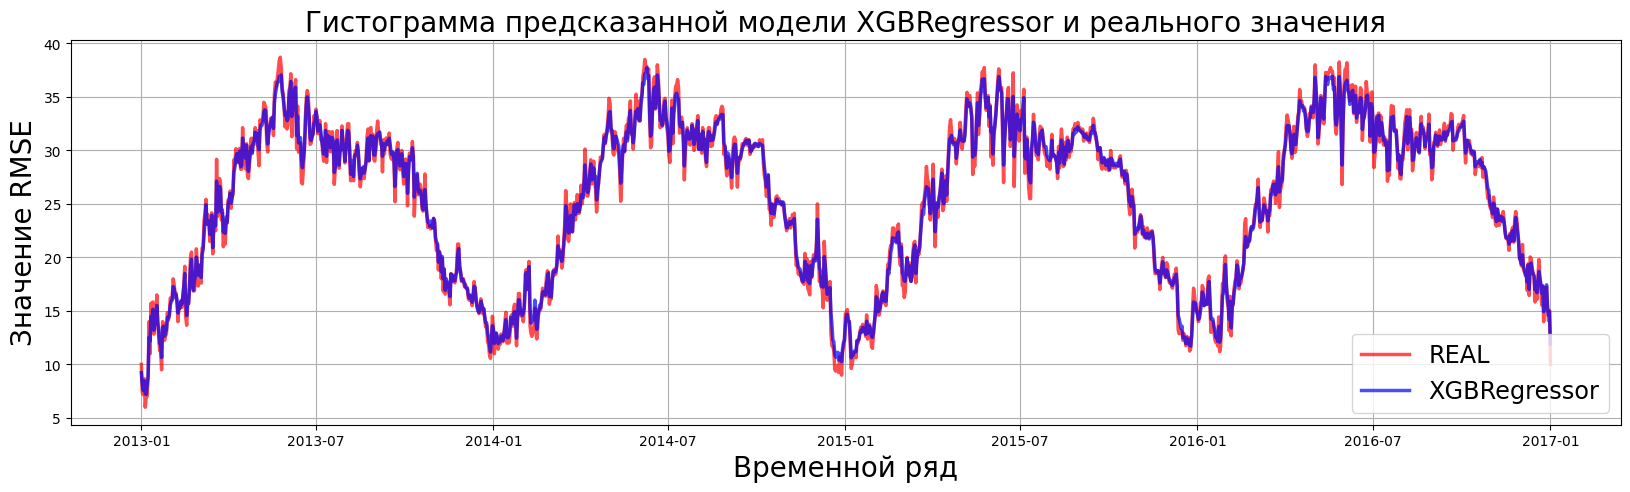 Гистограмма предсказанной модели XGBRegressor и реального значения
Значение RMSE
40
35
30
25
20
15
10
5
REAL
XGBRegressor
2013-01 2013-07 2014-01 2014-07 2015-01 2015-07 2016-01 2016-07 2017-01
Временной ряд